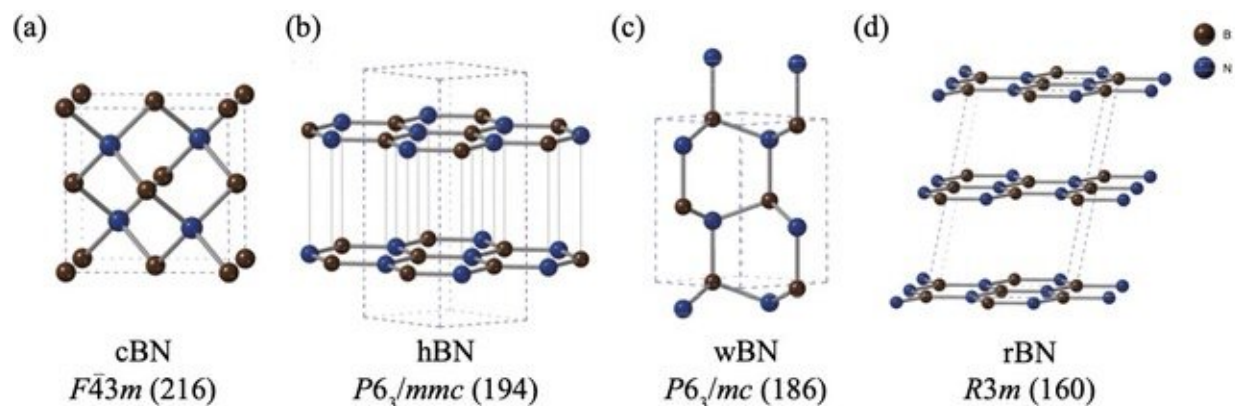 (a)
(b)
(c)
(d)
B
N
cBN
hBN
wBN
rBN
F4̄3m (216)
P6₃/mmc (194)
P6₃/mc (186)
R3m (160)